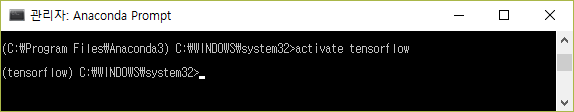 관리자: Anaconda Prompt
(C:₩Program Files₩Anaconda3) C:₩WINDOWS₩system32>activate tensorflow
(tensorflow) C:₩WINDOWS₩system32>